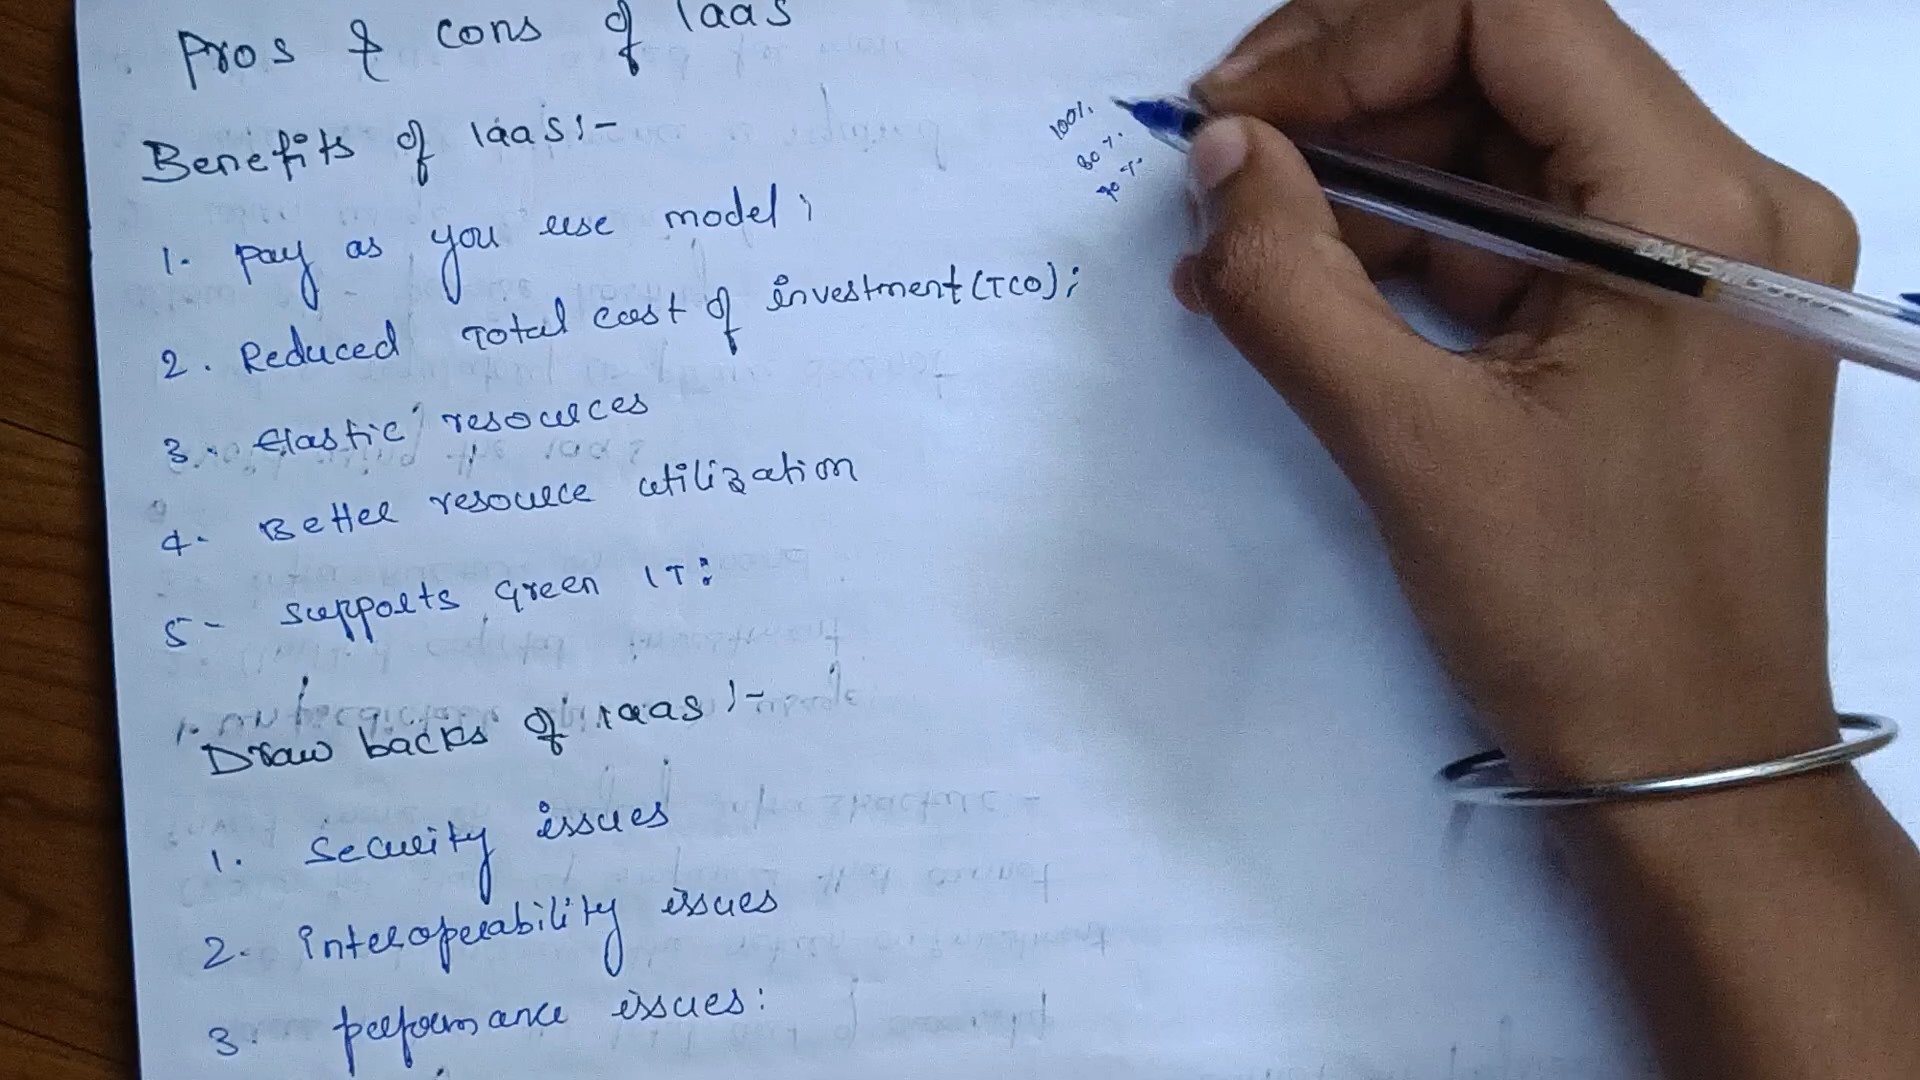 Pros & cons of Iaas
Benefits of Iaas:-
100%.
80%.
70%.
1. Pay as you use model;
2. Reduced Total cost of investment (TCO);
3. Elastic resources
4. Better resource utilization
5- Supports Green IT:
Draw backs of Iaas :-
1. Security issues
2. interoperability issues
3. performance issues: